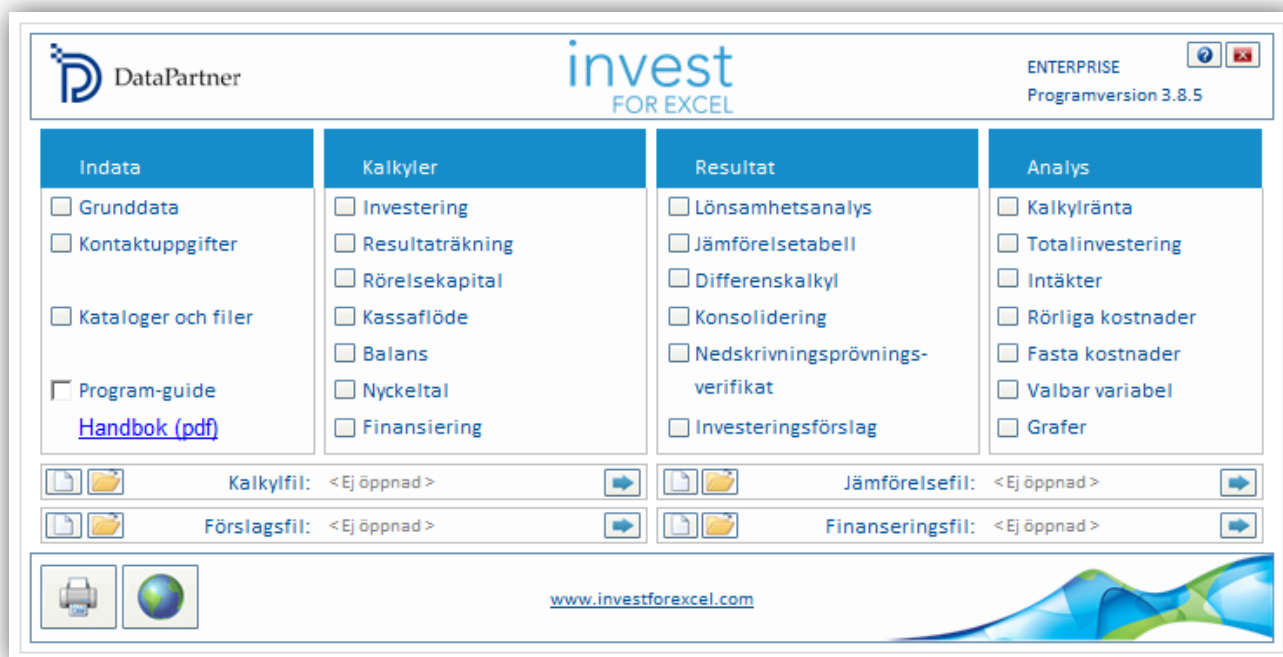 DataPartner
invest
FOR EXCEL
ENTERPRISE
Programversion 3.8.5
Indata
Grunddata
Kontaktuppgifter
Kataloger och filer
Program-guide
Handbok (pdf)
Kalkyler
Investering
Resultaträkning
Rörelsekapital
Kassaflöde
Balans
Nyckeltal
Finansiering
Resultat
Lönsamhetsanalys
Jämförelsetabell
Differenskalkyl
Konsolidering
Nedskrivningsprövnings-
verifikat
Investeringsförslag
Analys
Kalkylränta
Totalinvestering
Intäkter
Rörliga kostnader
Fasta kostnader
Valbar variabel
Grafer
Kalkylfil: <Ej öppnad>
Jämförelsefil: <Ej öppnad>
Förslagsfil: <Ej öppnad>
Finanseringsfil: <Ej öppnad>
www.investforexcel.com